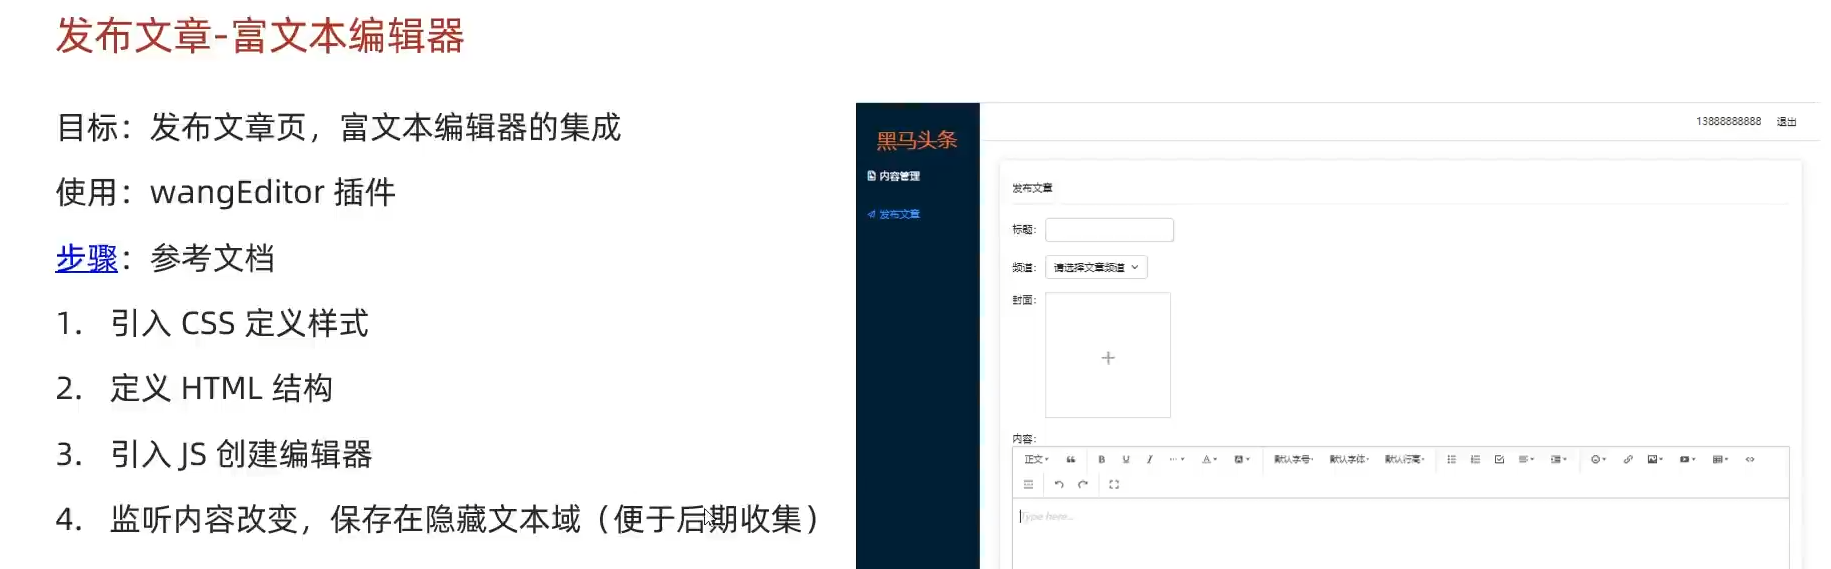 发布文章-富文本编辑器
目标：发布文章页，富文本编辑器的集成
使用：wangEditor 插件
步骤：参考文档
1. 引入 CSS 定义样式
2. 定义 HTML 结构
3. 引入 JS 创建编辑器
4. 监听内容改变，保存在隐藏文本域（便于后期收集）
黑马头条
内容管理
发布文章
13888888888 退出
发布文章
标题：
频道： 请选择文章频道
封面：
内容：
正文 B U I A A 默认字号 默认字体 默认行高
Type here...